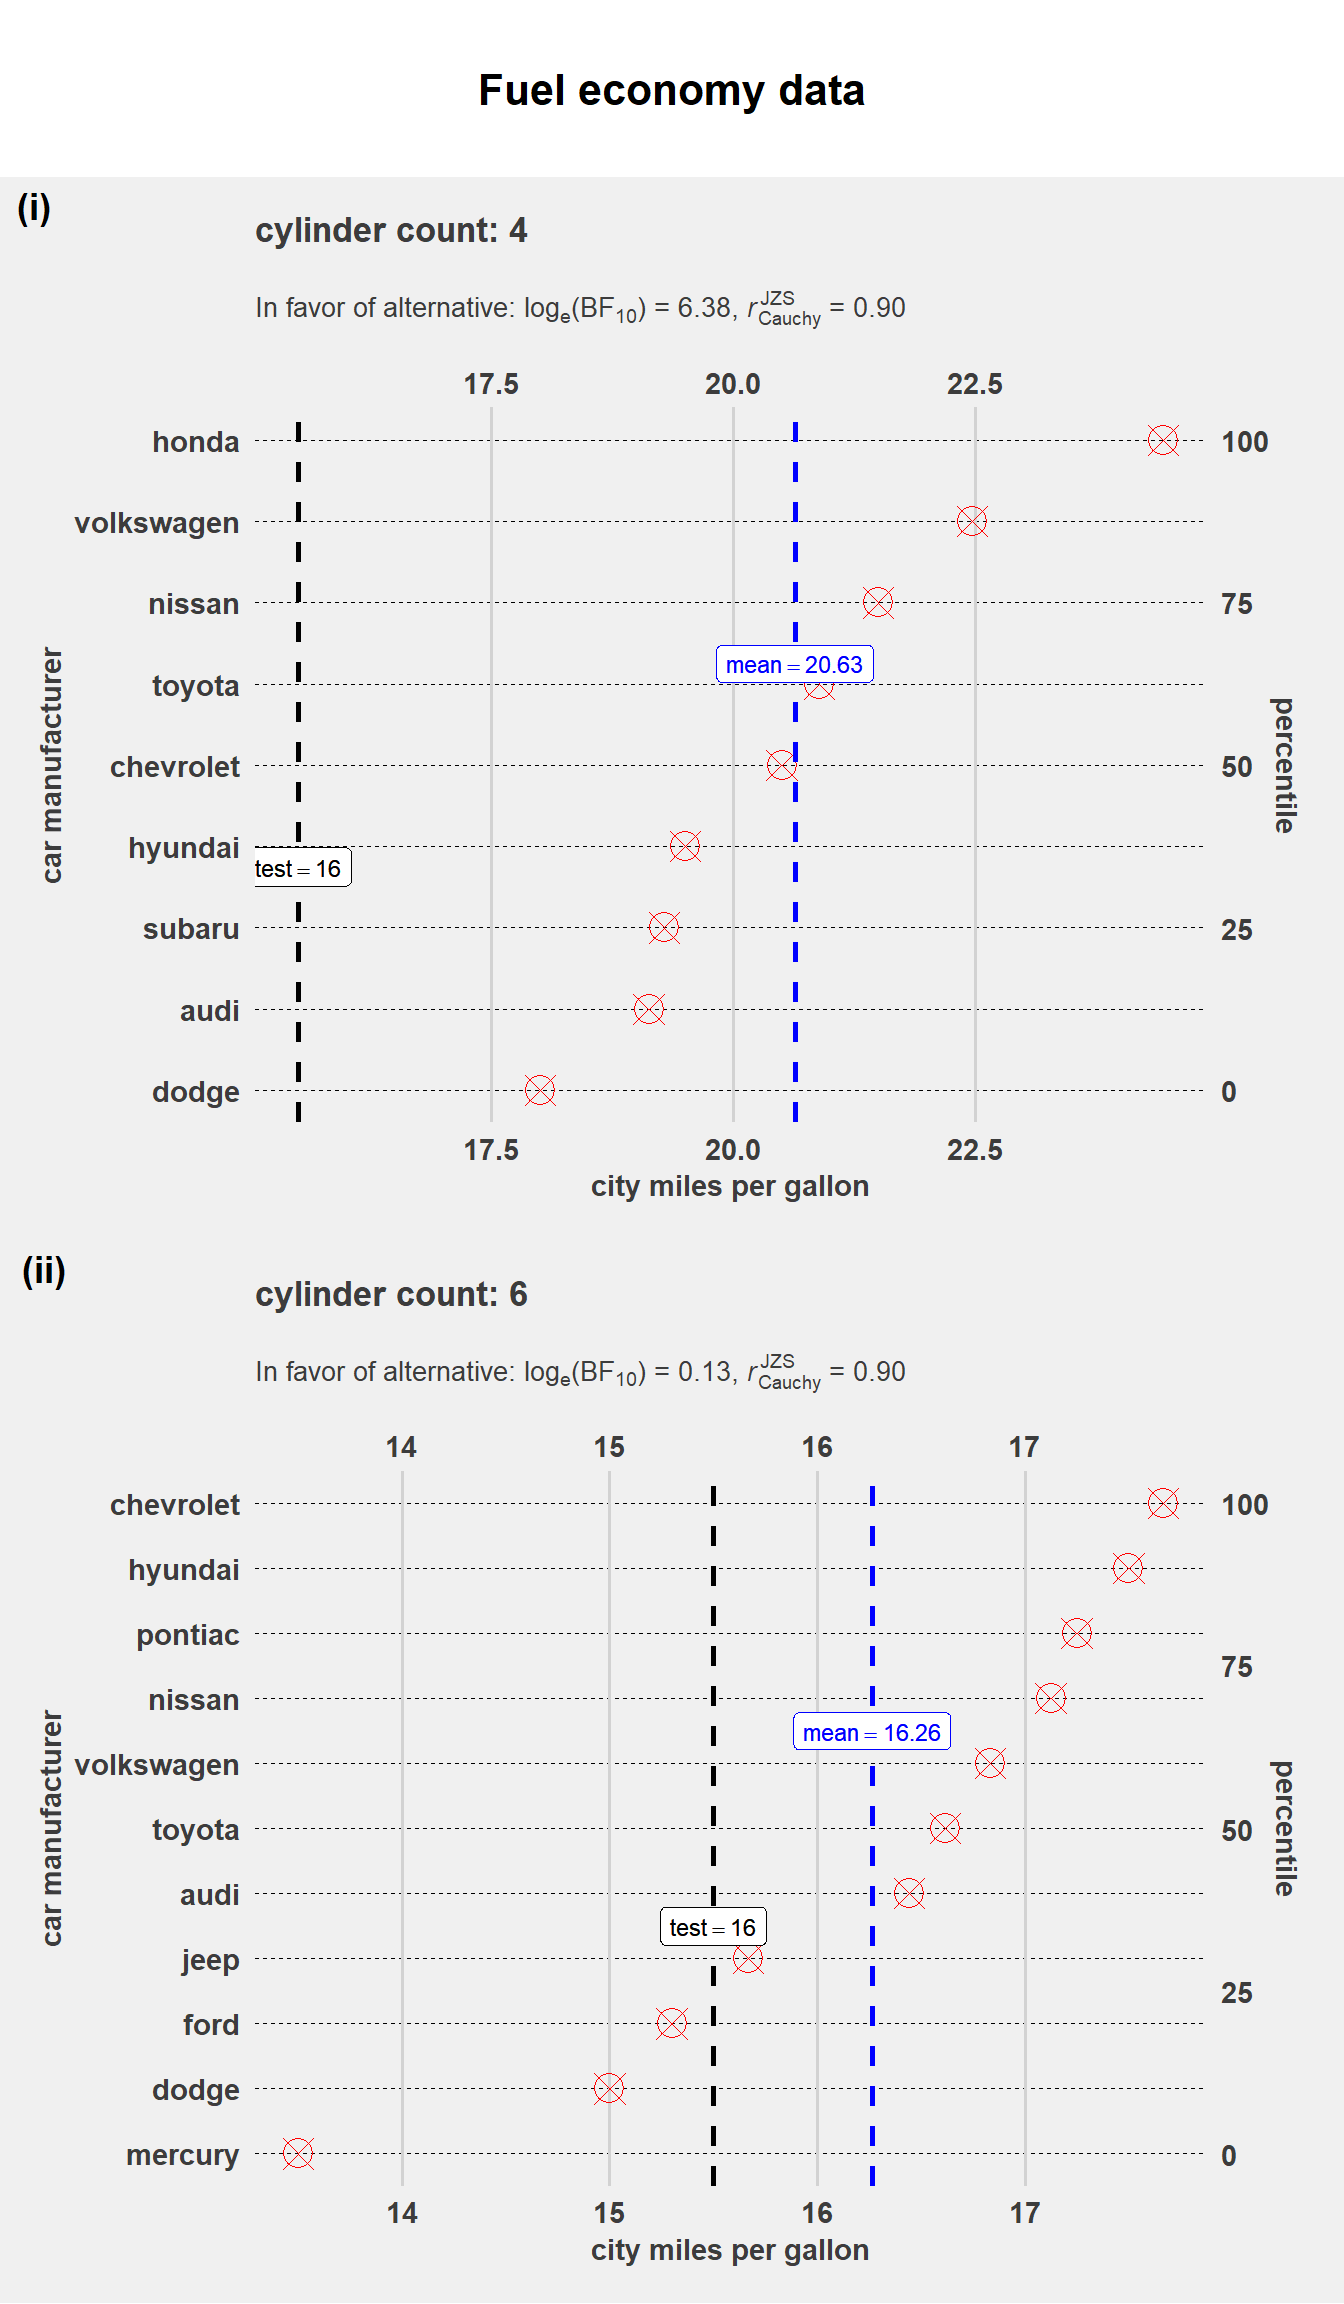 Fuel economy data
(i)
cylinder count: 4
In favor of alternative: logₑ(BF₁₀) = 6.38, r^JZS_Cauchy = 0.90
17.5 20.0 22.5
honda 100
volkswagen
nissan 75
mean = 20.63
toyota
chevrolet 50
hyundai
test = 16
subaru 25
audi
dodge 0
car manufacturer
percentile
17.5 20.0 22.5
city miles per gallon
(ii)
cylinder count: 6
In favor of alternative: logₑ(BF₁₀) = 0.13, r^JZS_Cauchy = 0.90
14 15 16 17
chevrolet 100
hyundai
pontiac
75
nissan
mean = 16.26
volkswagen
toyota 50
audi
test = 16
jeep
25
ford
dodge
mercury 0
car manufacturer
percentile
14 15 16 17
city miles per gallon